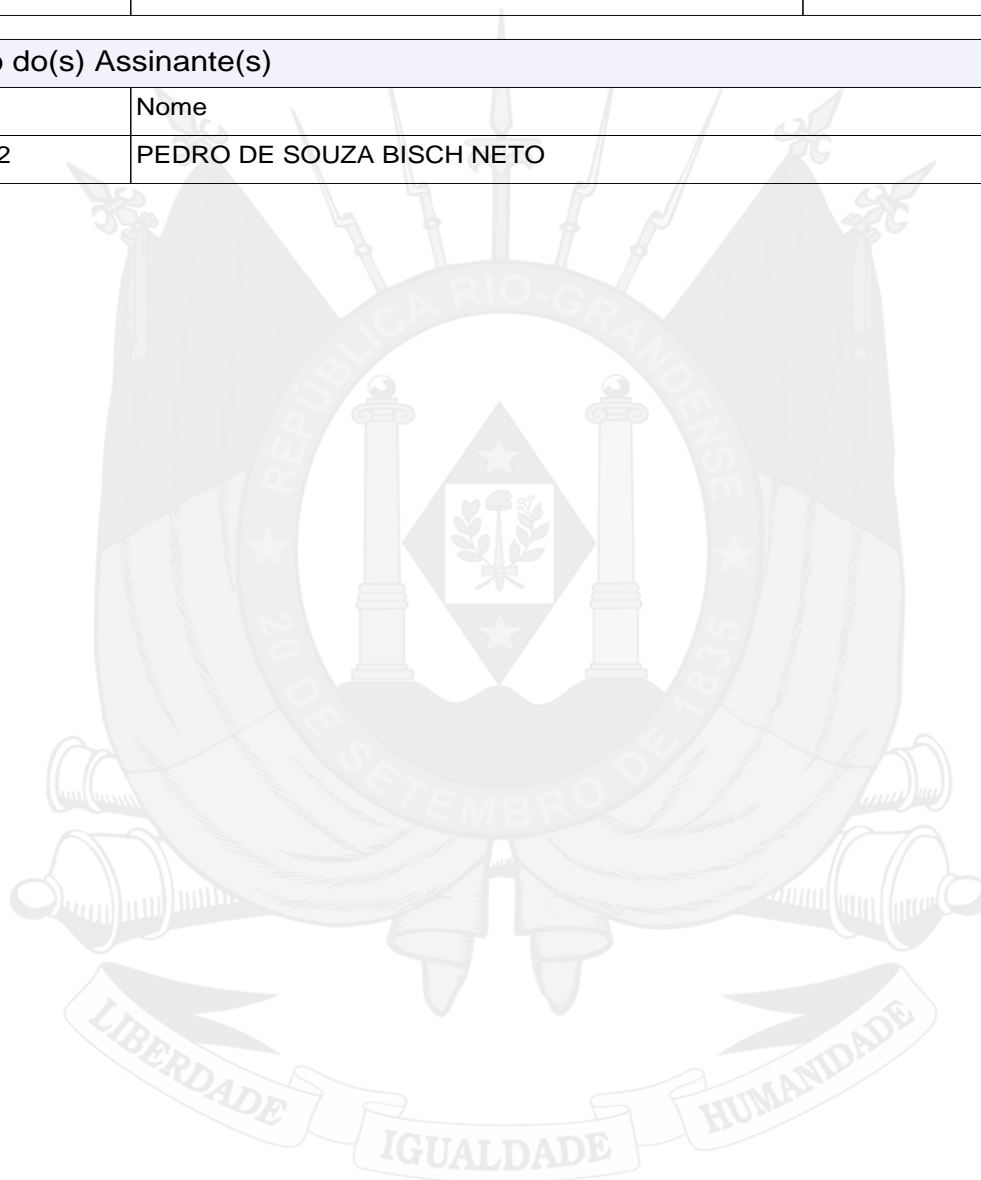 o do(s) Assinante(s)
Nome
2 PEDRO DE SOUZA BISCH NETO
REPÚBLICA RIO-GRANDENSE
20 DE SETEMBRO DE 1835
LIBERDADE
IGUALDADE
HUMANIDADE